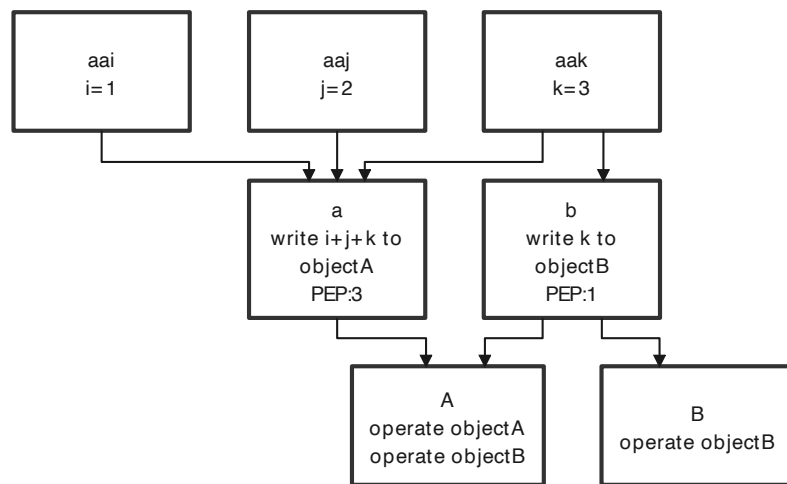 aai
i=1
aaj
j=2
aak
k=3
a
write i+j+k to
objectA
PEP:3
b
write k to
objectB
PEP:1
A
operate objectA
operate objectB
B
operate objectB